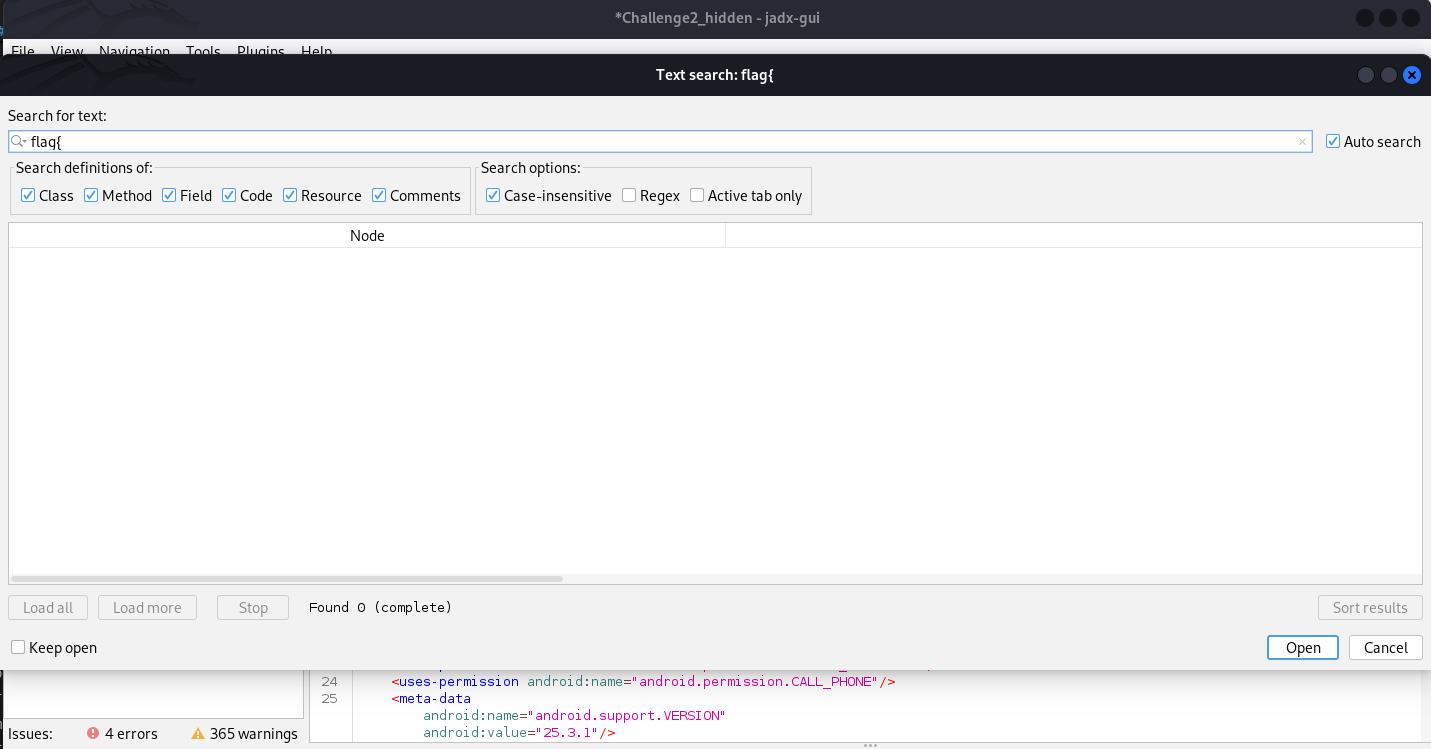 *Challenge2_hidden - jadx-gui
File View Navigation Tools Plugins Help
Text search: flag{
Search for text:
flag{
Auto search
Search definitions of:
Search options:
Class Method Field Code Resource Comments
Case-insensitive Regex Active tab only
Node
Load all Load more Stop Found 0 (complete) Sort results
Keep open Open Cancel
24 <uses-permission android:name="android.permission.CALL_PHONE"/>
25 <meta-data
android:name="android.support.VERSION"
android:value="25.3.1"/>
Issues: 4 errors 365 warnings